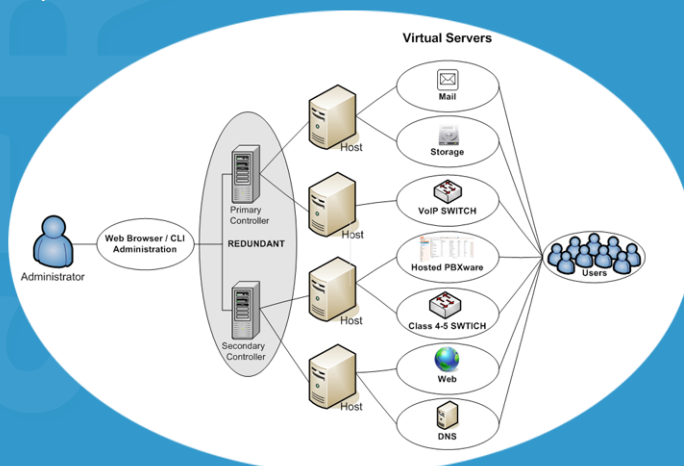 Virtual Servers
Mail
Host
Storage
Primary
Controller
VoIP SWITCH
Host
Web Browser / CLI
Administration
REDUNDANT
Administrator
Hosted PBXware
Users
Secondary
Controller
Host
Class 4-5 SWTICH
Web
Host
DNS